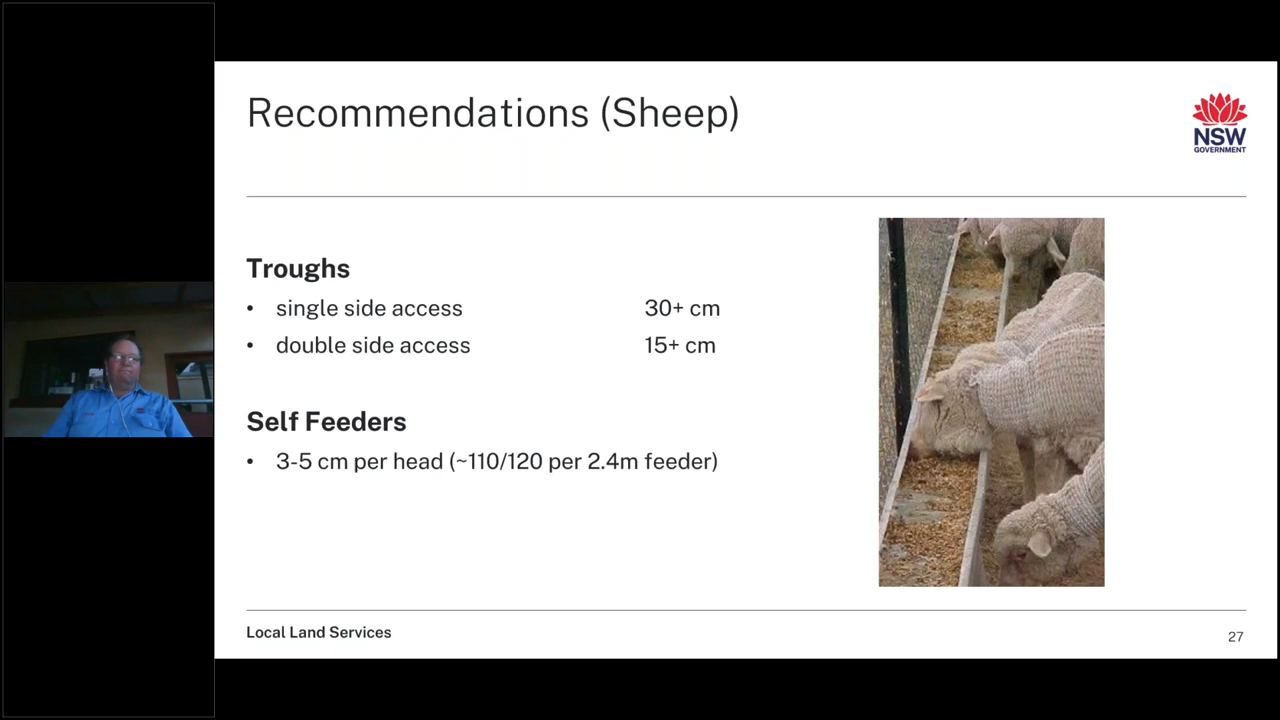 Recommendations (Sheep)
NSW
GOVERNMENT
Troughs
• single side access 30+ cm
• double side access 15+ cm
Self Feeders
• 3-5 cm per head (~110/120 per 2.4m feeder)
Local Land Services
27